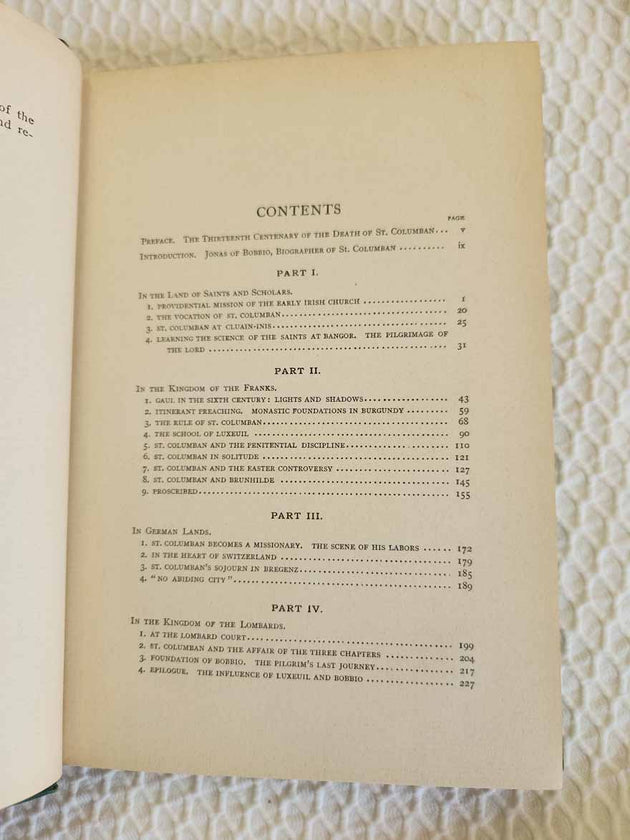 of the
nd re-
CONTENTS
PAGE
Preface. The Thirteenth Centenary of the Death of St. Columban... v
Introduction. Jonas of Bobbio, Biographer of St. Columban .......... ix
PART I.
In the Land of Saints and Scholars.
1. Providential Mission of the Early Irish Church .................. 1
2. The Vocation of St. Columban................................... 20
3. St. Columban at Cluain-Inis..................................... 25
4. Learning the Science of the Saints at Bangor. The Pilgrimage of
the Lord .................................................. 31
PART II.
In the Kingdom of the Franks.
1. Gaul in the Sixth Century: Lights and Shadows................. 43
2. Itinerant Preaching. Monastic Foundations in Burgundy ........ 59
3. The Rule of St. Columban....................................... 68
4. The School of Luxeuil ......................................... 90
5. St. Columban and the Penitential Discipline.................... 110
6. St. Columban in Solitude ...................................... 121
7. St. Columban and the Easter Controversy ...................... 127
8. St. Columban and Brunhilde .................................... 145
9. Proscribed..................................................... 155
PART III.
In German Lands.
1. St. Columban becomes a Missionary. The Scene of his Labors ...... 172
2. In the Heart of Switzerland ................................... 179
3. St. Columban's Sojourn in Bregenz.............................. 185
4. "No Abiding City".............................................. 189
PART IV.
In the Kingdom of the Lombards.
1. At the Lombard Court........................................... 199
2. St. Columban and the Affair of the Three Chapters ............. 204
3. Foundation of Bobbio. The Pilgrim's Last Journey............... 217
4. Epilogue. The Influence of Luxeuil and Bobbio ................. 227